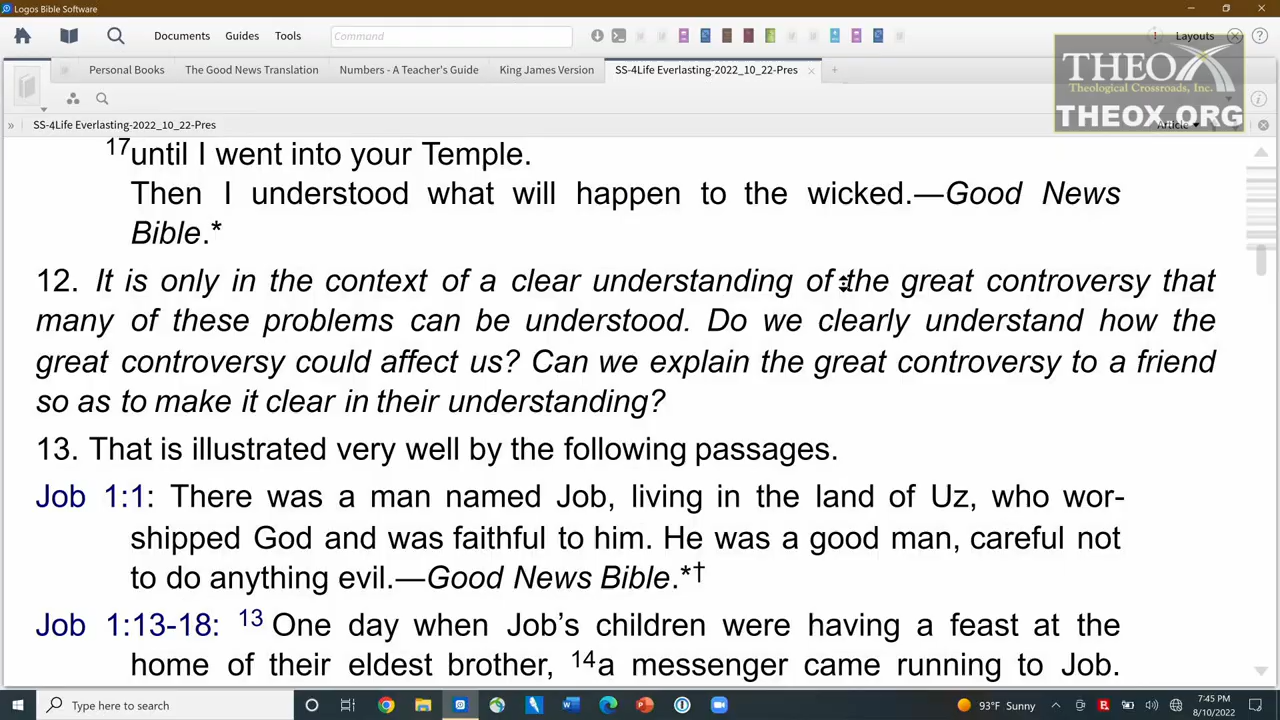 Logos Bible Software
Documents Guides Tools Command Layouts
THEOX
Theological Crossroads, Inc.
THEOX.ORG
Personal Books The Good News Translation Numbers - A Teacher's Guide King James Version SS-4Life Everlasting-2022_10_22-Pres
SS-4Life Everlasting-2022_10_22-Pres Article
17until I went into your Temple.
Then I understood what will happen to the wicked.—Good News
Bible.*
12. It is only in the context of a clear understanding of the great controversy that
many of these problems can be understood. Do we clearly understand how the
great controversy could affect us? Can we explain the great controversy to a friend
so as to make it clear in their understanding?
13. That is illustrated very well by the following passages.
Job 1:1: There was a man named Job, living in the land of Uz, who wor-
shipped God and was faithful to him. He was a good man, careful not
to do anything evil.—Good News Bible.*†
Job 1:13-18: 13 One day when Job's children were having a feast at the
home of their eldest brother, 14a messenger came running to Job.
Type here to search 93°F Sunny 7:45 PM
8/10/2022